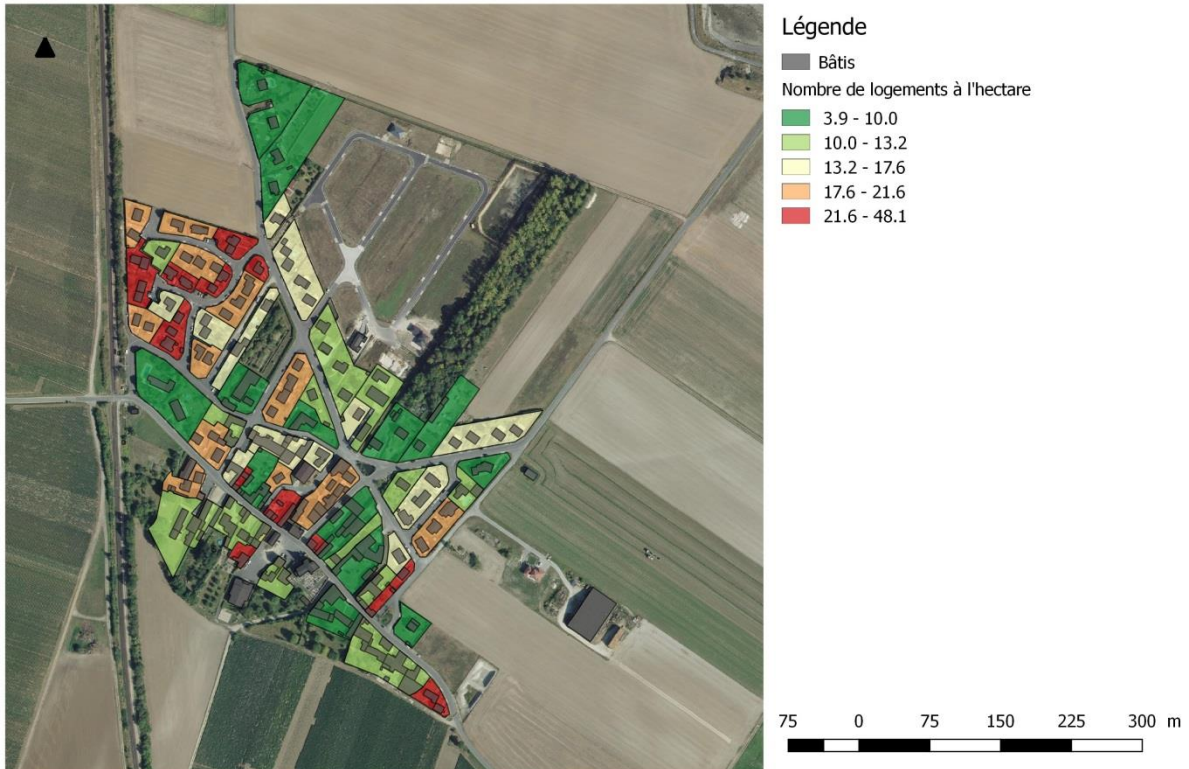 Légende
Bâtis
Nombre de logements à l'hectare
3.9 - 10.0
10.0 - 13.2
13.2 - 17.6
17.6 - 21.6
21.6 - 48.1
75 0 75 150 225 300 m